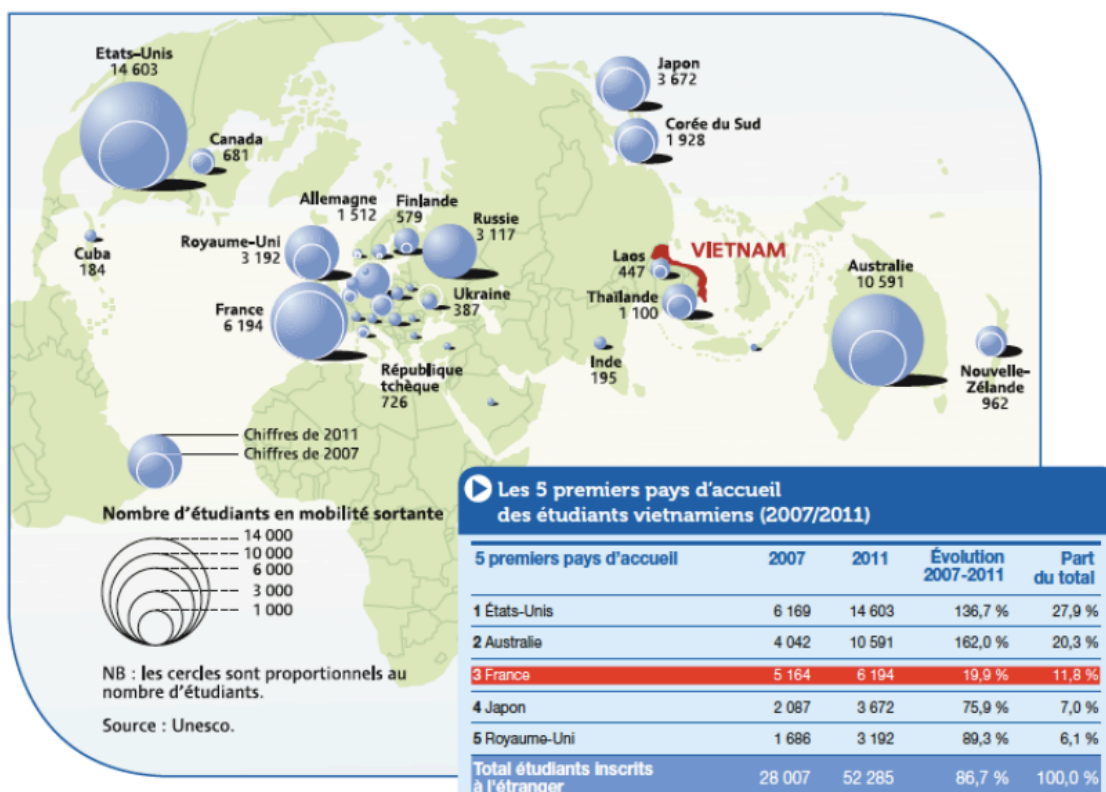 Etats-Unis
14 603
Canada
681
Cuba
184
Allemagne
1 512
Finlande
579
Royaume-Uni
3 192
Russie
3 117
France
6 194
Ukraine
387
République
tchèque
726
Japon
3 672
Corée du Sud
1 928
Laos
447
VIETNAM
Thaïlande
1 100
Inde
195
Australie
10 591
Nouvelle-
Zélande
962
Chiffres de 2011
Chiffres de 2007
Nombre d'étudiants en mobilité sortante
14 000
10 000
6 000
3 000
1 000
NB : les cercles sont proportionnels au
nombre d'étudiants.
Source : Unesco.
Les 5 premiers pays d'accueil
des étudiants vietnamiens (2007/2011)
5 premiers pays d'accueil 2007 2011 Évolution 2007-2011 Part du total
1 États-Unis 6 169 14 603 136,7 % 27,9 %
2 Australie 4 042 10 591 162,0 % 20,3 %
3 France 5 164 6 194 19,9 % 11,8 %
4 Japon 2 087 3 672 75,9 % 7,0 %
5 Royaume-Uni 1 686 3 192 89,3 % 6,1 %
Total étudiants inscrits
à l'étranger 28 007 52 285 86,7 % 100,0 %